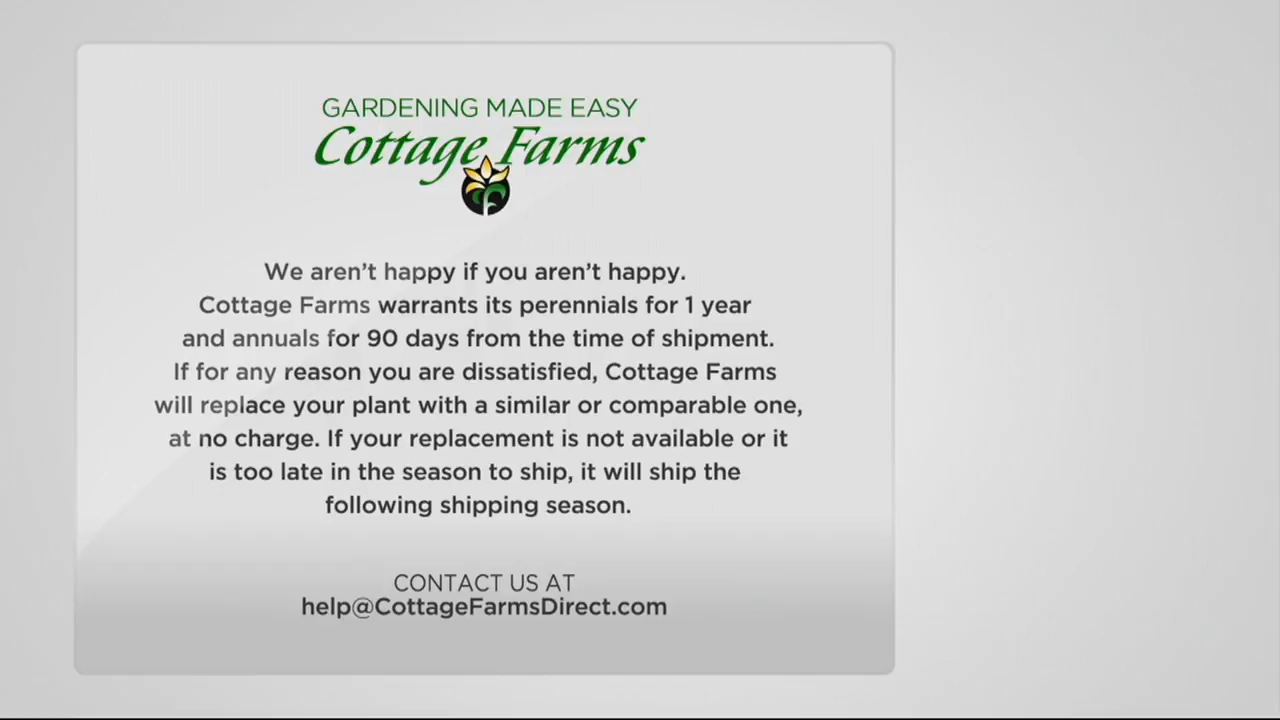 GARDENING MADE EASY
Cottage Farms
We aren't happy if you aren't happy.
Cottage Farms warrants its perennials for 1 year
and annuals for 90 days from the time of shipment.
If for any reason you are dissatisfied, Cottage Farms
will replace your plant with a similar or comparable one,
at no charge. If your replacement is not available or it
is too late in the season to ship, it will ship the
following shipping season.
CONTACT US AT
help@CottageFarmsDirect.com